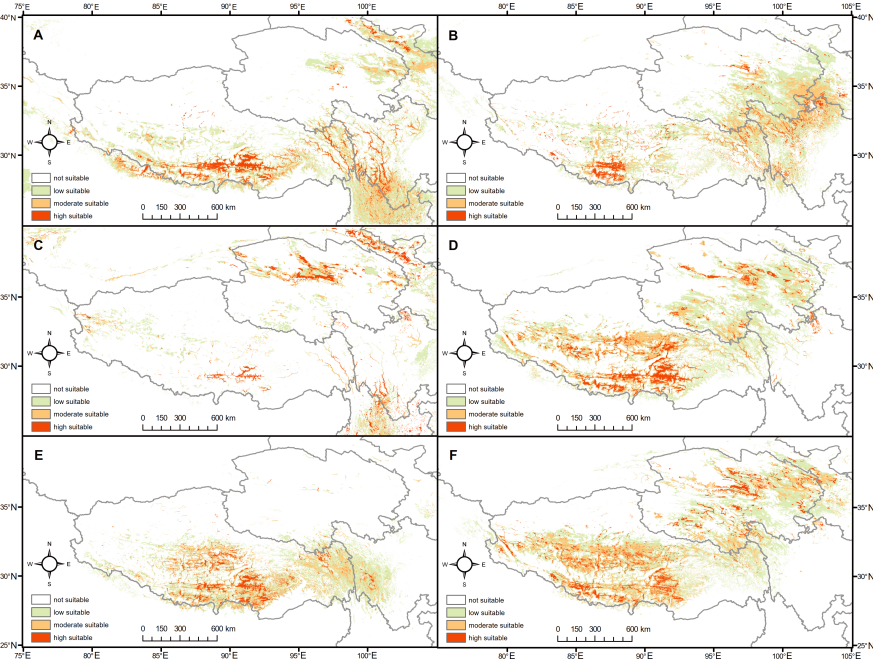 75°E 80°E 85°E 90°E 95°E 100°E 80°E 85°E 90°E 95°E 100°E 105°E
40°N 40°N
A B
35°N 35°N
N N
W E W E
S S
30°N 30°N
not suitable not suitable
low suitable low suitable
moderate suitable moderate suitable
high suitable high suitable
0 150 300 600 km 0 150 300 600 km
C D
35°N 35°N
N N
W E W E
S S
30°N 30°N
not suitable not suitable
low suitable low suitable
moderate suitable moderate suitable
high suitable high suitable
0 150 300 600 km 0 150 300 600 km
E F
35°N 35°N
N N
W E W E
S S
30°N 30°N
not suitable not suitable
low suitable low suitable
moderate suitable moderate suitable
high suitable high suitable
0 150 300 600 km 0 150 300 600 km
25°N 25°N
75°E 80°E 85°E 90°E 95°E 100°E 80°E 85°E 90°E 95°E 100°E 105°E